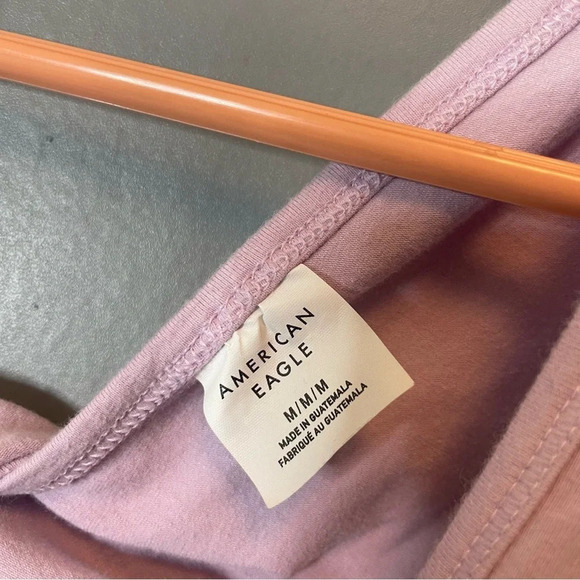 AMERICAN
EAGLE
M/M/M
MADE IN GUATEMALA
FABRIQUÉ AU GUATEMALA